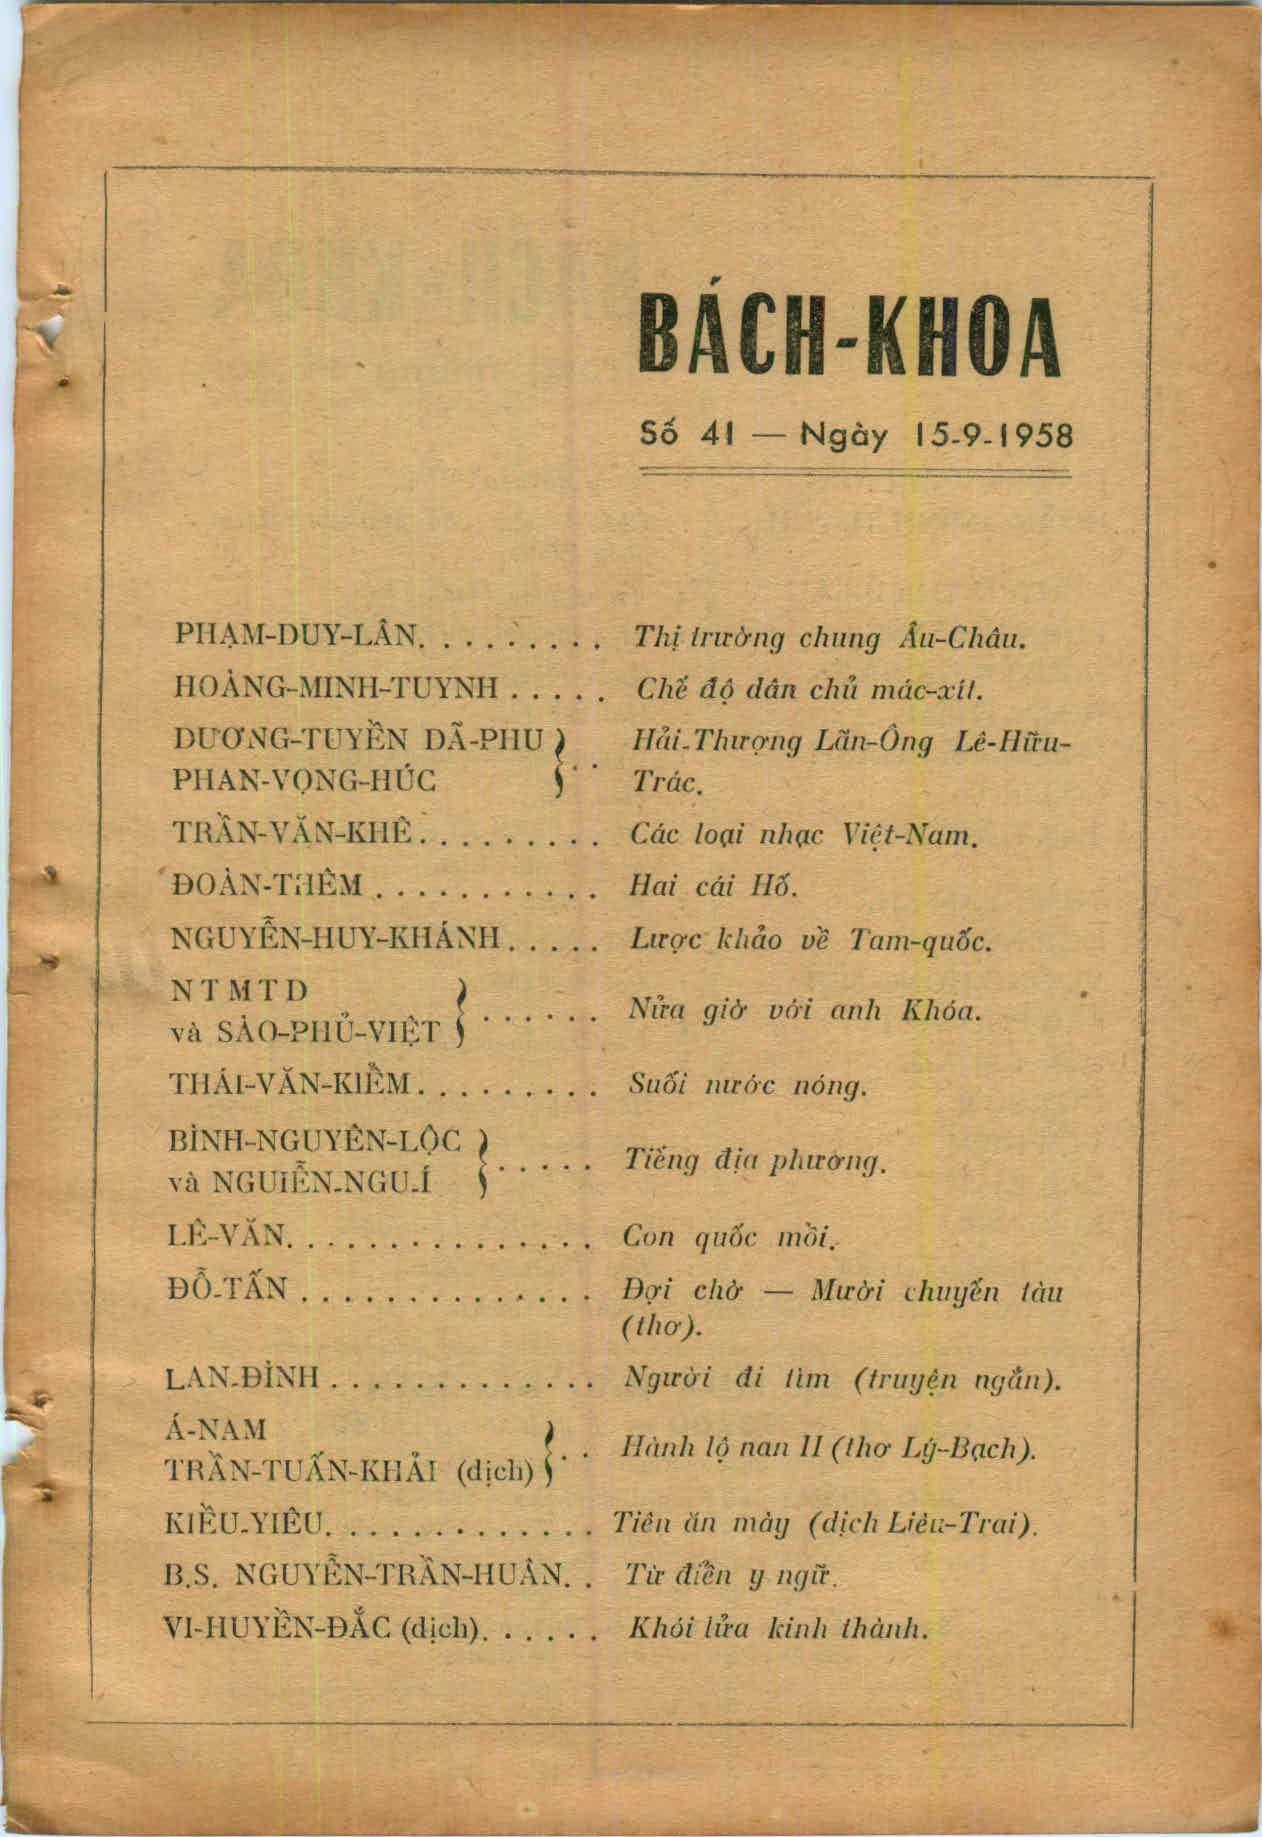 BÁCH-KHOA
Số 41 — Ngày 15-9-1958
PHẠM-DUY-LÂN. . . . . . . . . Thị trường chung Âu-Châu.
HOÀNG-MINH-TUYNH . . . . . Chế độ dân chủ mác-xít.
DƯƠNG-TUYỀN DÃ-PHU } . . Hải-Thượng Lãn-Ông Lê-Hữu-
PHAN-VỌNG-HÚC Trác.
TRẦN-VĂN-KHÊ . . . . . . . . . Các loại nhạc Việt-Nam.
ĐOÀN-THÊM . . . . . . . . . . . Hai cái Hố.
NGUYỄN-HUY-KHÁNH . . . . . Lược khảo về Tam-quốc.
N T M T D
và SÀO-PHỦ-VIỆT } . . . . . . Nửa giờ với anh Khóa.
THÁI-VĂN-KIỂM . . . . . . . . . Suối nước nóng.
BÌNH-NGUYÊN-LỘC
và NGUIỄN-NGU-Í } . . . . . Tiếng địa phương.
LÊ-VĂN. . . . . . . . . . . . . . . Con quốc mồi.
ĐỖ-TẤN . . . . . . . . . . . . . . Đợi chờ — Mười chuyến tàu
(thơ).
LAN-ĐÌNH . . . . . . . . . . . . . Người đi tìm (truyện ngắn).
Á-NAM
TRẦN-TUẤN-KHẢI (dịch) } . . Hành lộ nan II (thơ Lý-Bạch).
KIỀU-YIÊU. . . . . . . . . . . . . Tiên ăn mày (dịch Liêu-Trai).
B.S. NGUYỄN-TRẦN-HUÂN. . Từ điển y ngữ.
VI-HUYỀN-ĐẮC (dịch). . . . . . Khói lửa kinh thành.